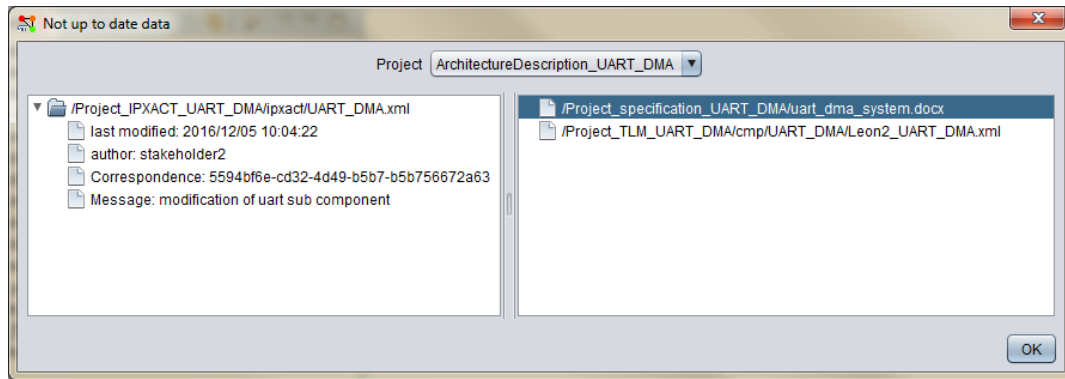 Not up to date data
Project ArchitectureDescription_UART_DMA
/Project_IPXACT_UART_DMA/ipxact/UART_DMA.xml
last modified: 2016/12/05 10:04:22
author: stakeholder2
Correspondence: 5594bf6e-cd32-4d49-b5b7-b5b756672a63
Message: modification of uart sub component
/Project_specification_UART_DMA/uart_dma_system.docx
/Project_TLM_UART_DMA/cmp/UART_DMA/Leon2_UART_DMA.xml
OK